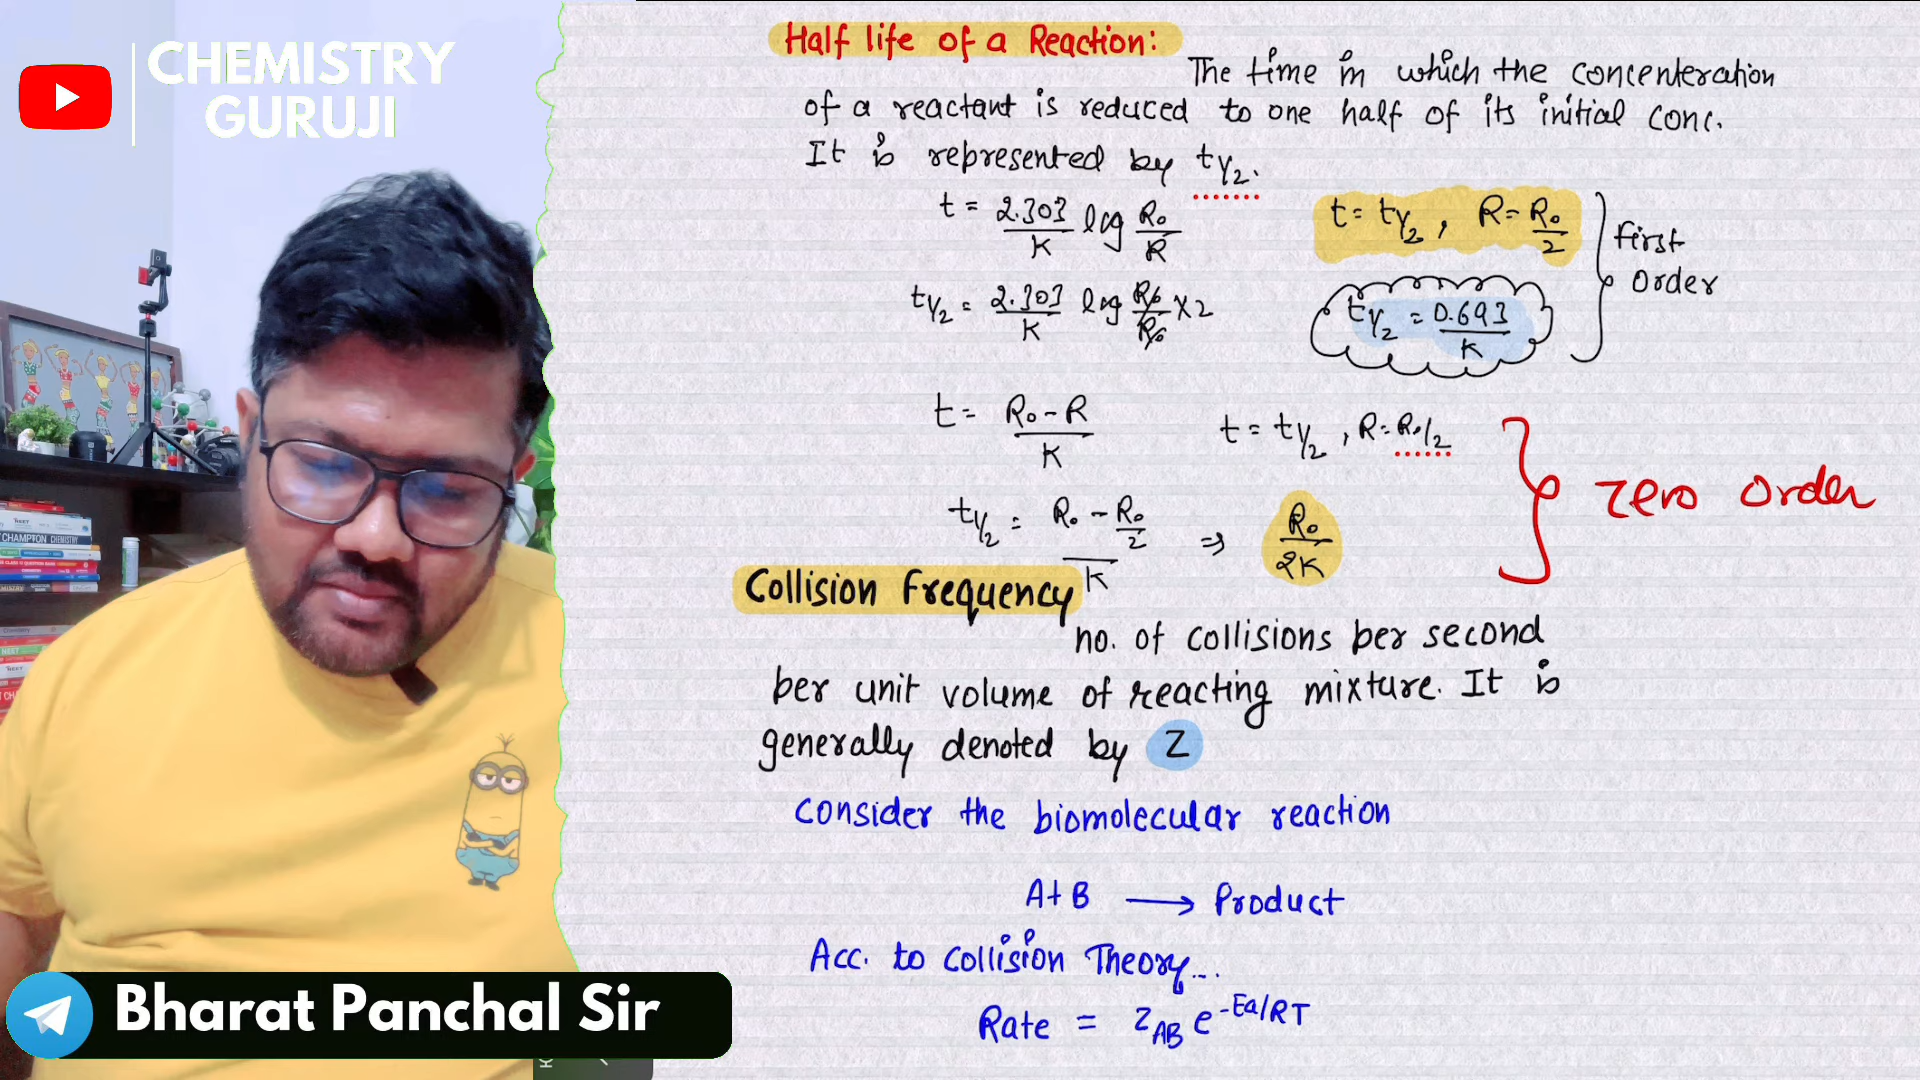 CHEMISTRY
GURUJI
Half life of a Reaction:
The time in which the concenteration
of a reactant is reduced to one half of its initial conc.
It is represented by t1/2.
t = 2.303/K log R₀/R
t = t1/2, R = R₀/2
First
order
t1/2 = 2.303/K log R₀/R₀ × 2
t1/2 = 0.693/K
t = R₀ - R/K
t = t1/2, R = R₀/2
Zero Order
t1/2 = R₀ - R₀/2/K ⇒ R₀/2K
Collision Frequency
no. of collisions per second
per unit volume of reacting mixture. It is
generally denoted by Z
Consider the biomolecular reaction
A + B ⟶ Product
Acc. to Collision Theory...
Rate = Z_AB e^-Ea/RT
CHAMPION
Bharat Panchal Sir